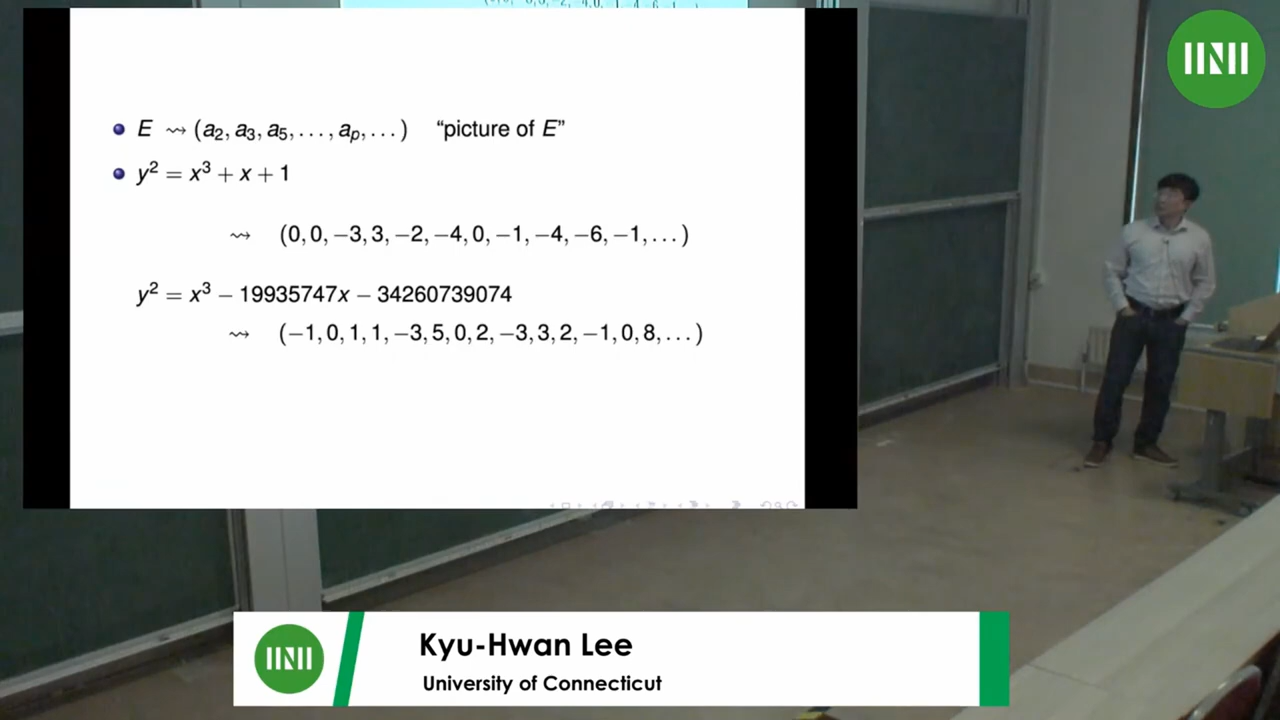 E ⇝ (a₂, a₃, a₅, . . . , aₚ, . . . ) “picture of E”
y² = x³ + x + 1
⇝ (0, 0, −3, 3, −2, −4, 0, −1, −4, −6, −1, . . . )
y² = x³ − 19935747x − 34260739074
⇝ (−1, 0, 1, 1, −3, 5, 0, 2, −3, 3, 2, −1, 0, 8, . . . )
Kyu-Hwan Lee
University of Connecticut